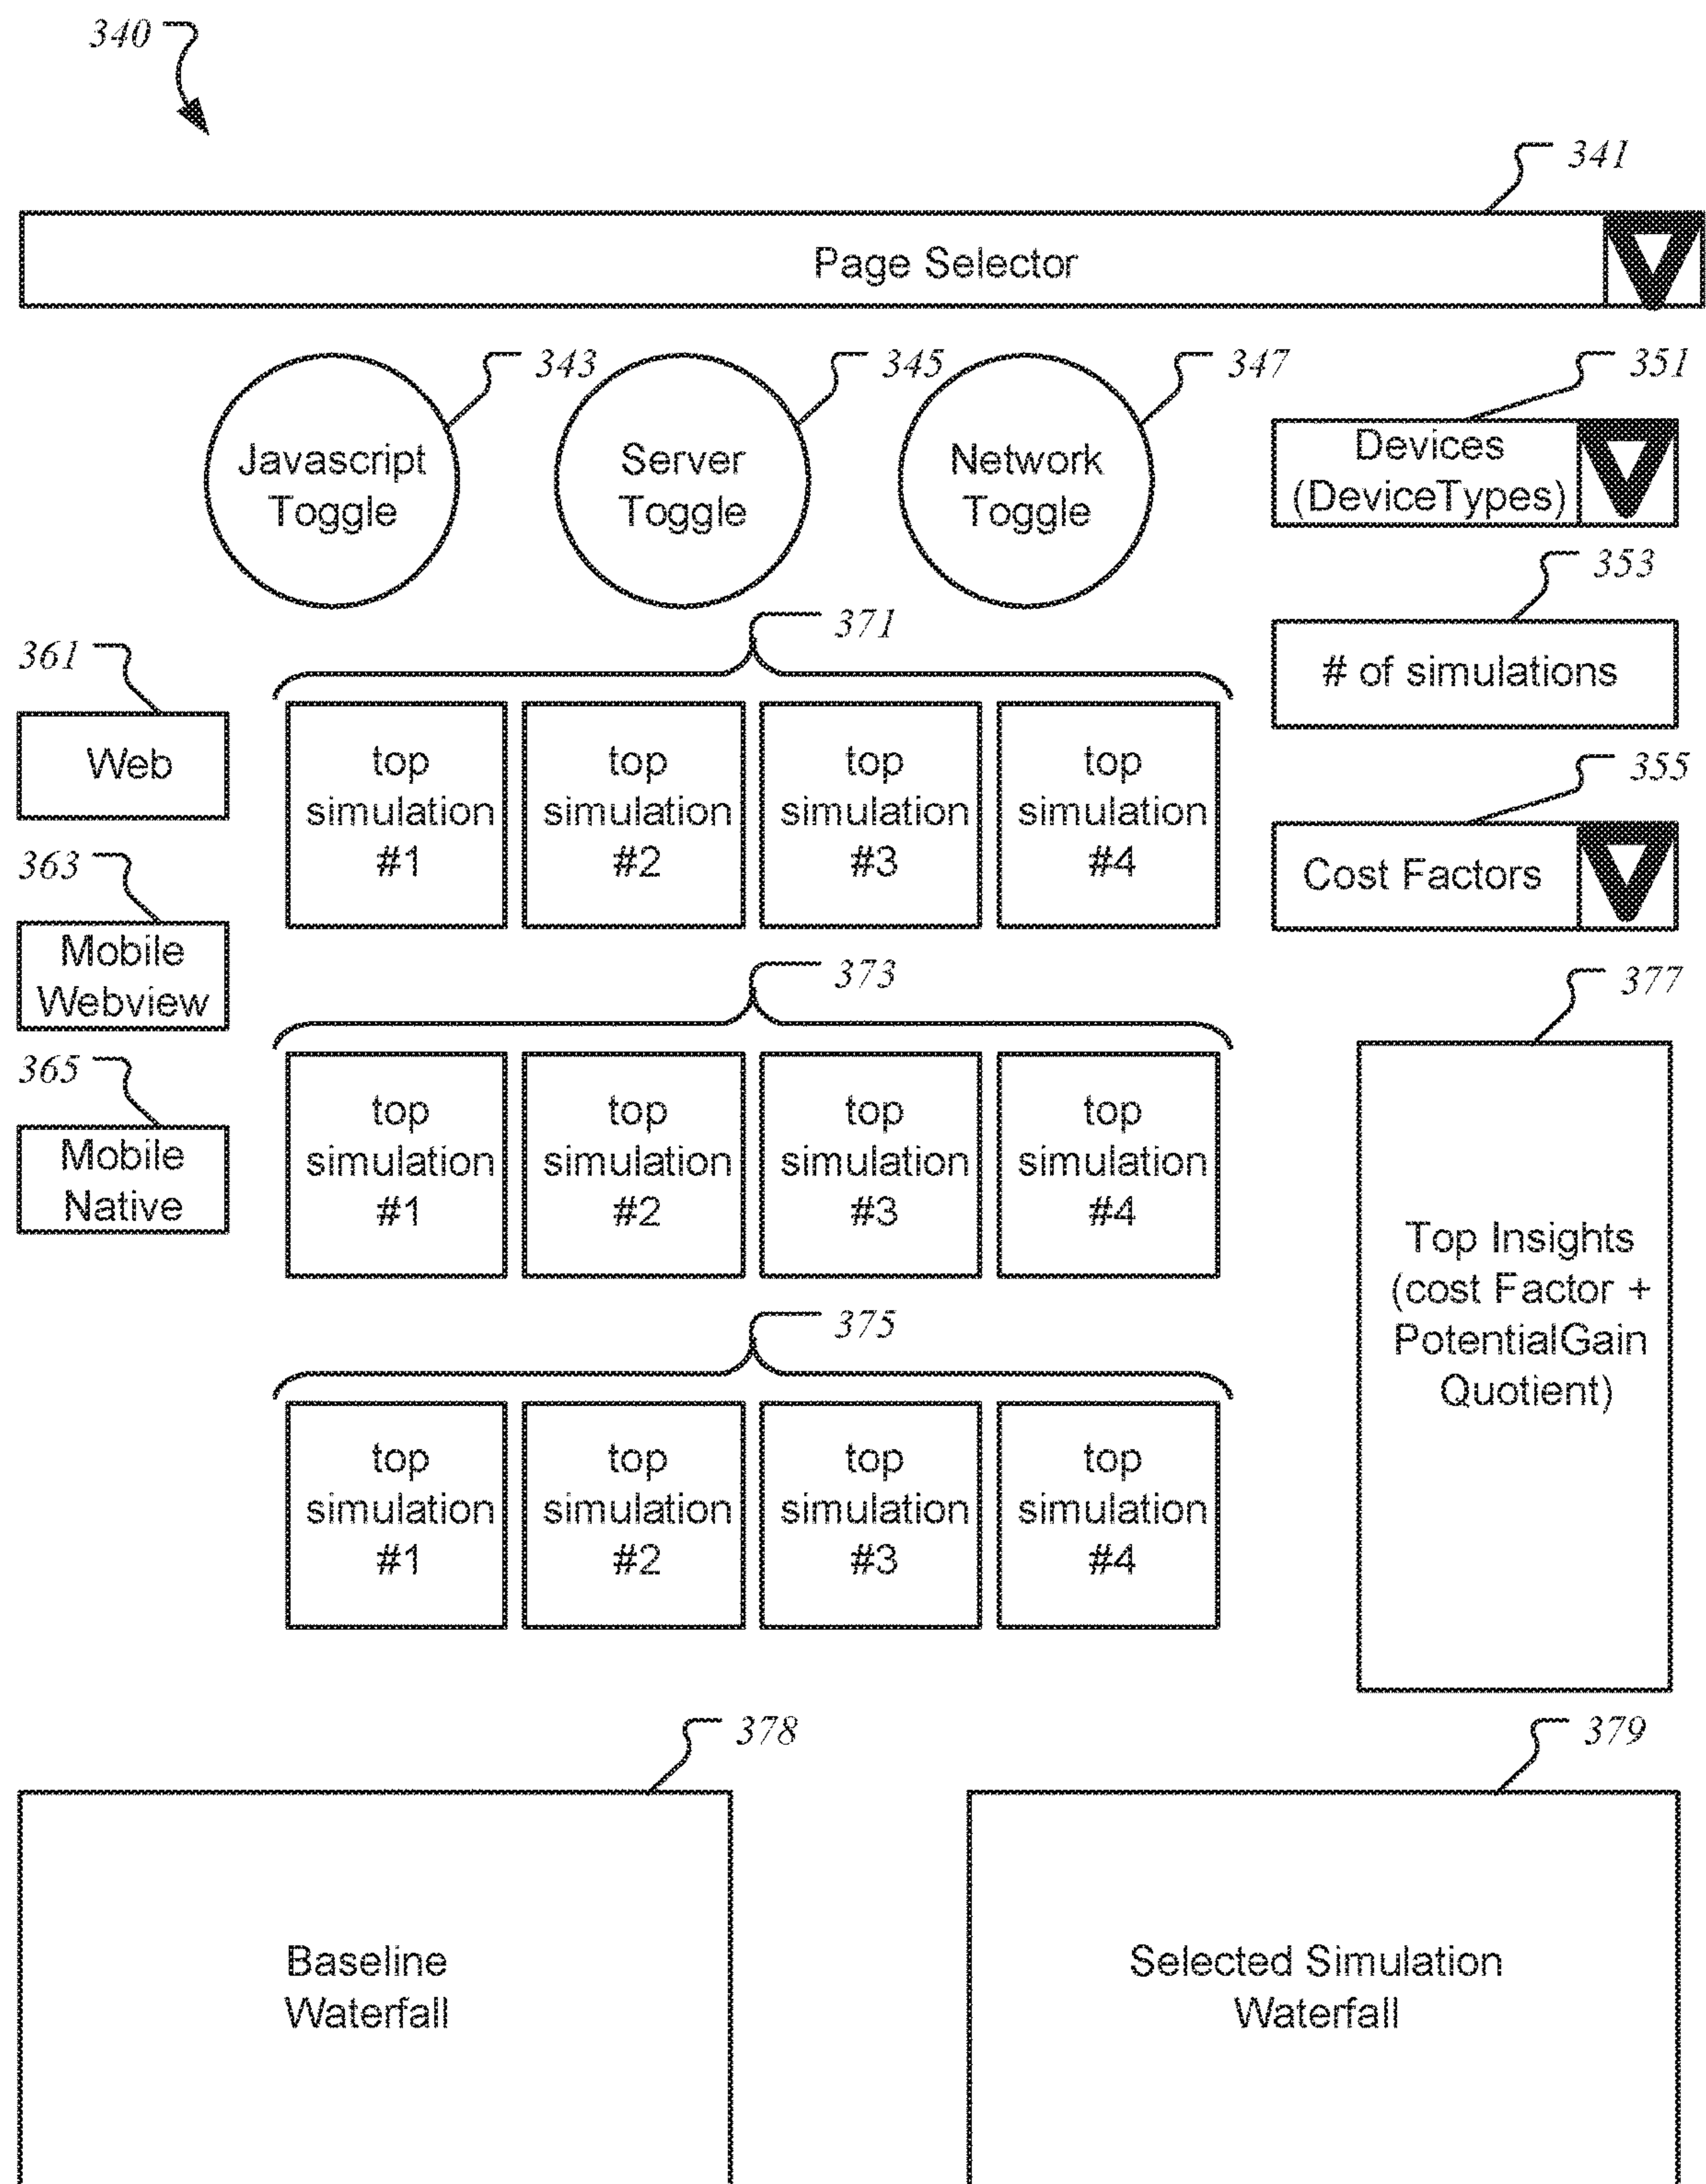 340
341
Page Selector
343
345
347
351
Javascript
Toggle
Server
Toggle
Network
Toggle
Devices
(DeviceTypes)
353
# of simulations
371
361
Web
top
simulation
#1
top
simulation
#2
top
simulation
#3
top
simulation
#4
355
Cost Factors
363
Mobile
Webview
373
377
365
Mobile
Native
top
simulation
#1
top
simulation
#2
top
simulation
#3
top
simulation
#4
Top Insights
(cost Factor +
PotentialGain
Quotient)
375
top
simulation
#1
top
simulation
#2
top
simulation
#3
top
simulation
#4
378
379
Baseline
Waterfall
Selected Simulation
Waterfall